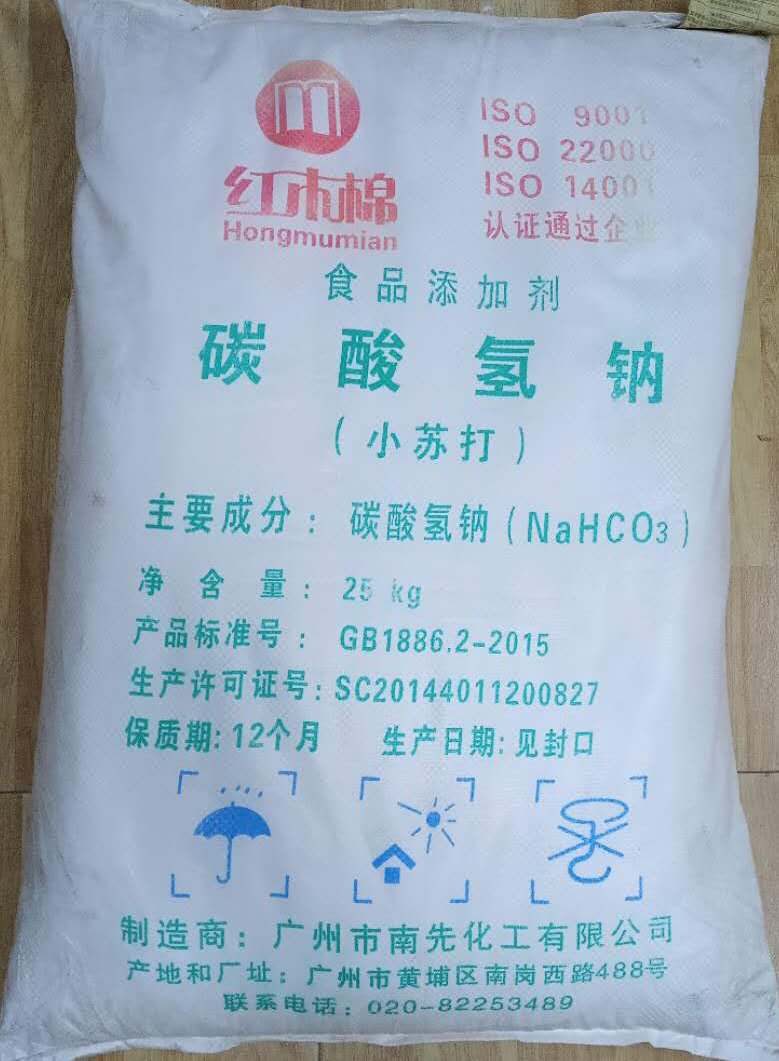 红木棉
Hongmumian
ISO 9001
ISO 22000
ISO 14001
认证通过企业
食品添加剂
碳酸氢钠
(小苏打)
主要成分: 碳酸氢钠(NaHCO3)
净含量: 25 kg
产品标准号: GB1886.2-2015
生产许可证号:SC20144011200827
保质期:12个月 生产日期:见封口
制造商: 广州市南先化工有限公司
产地和厂址: 广州市黄埔区南岗西路488号
联系电话: 020-82253489